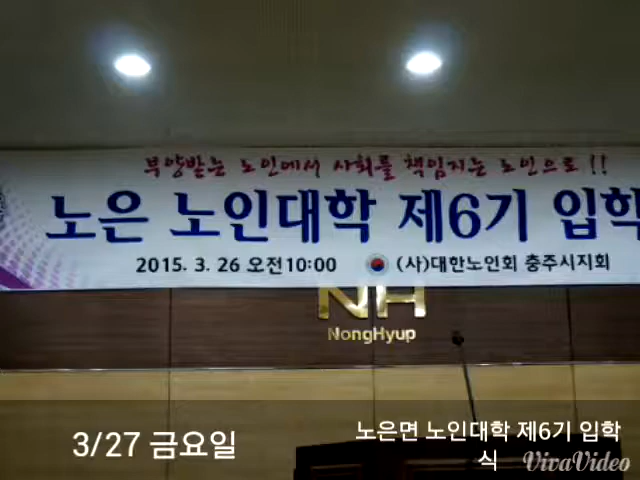 부양받는 노인에서 사회를 책임지는 노인으로!!
노은 노인대학 제6기 입학
2015. 3. 26 오전10:00 (사)대한노인회 충주시지회
NH
NongHyup
3/27 금요일
노은면 노인대학 제6기 입학
식
VivaVideo